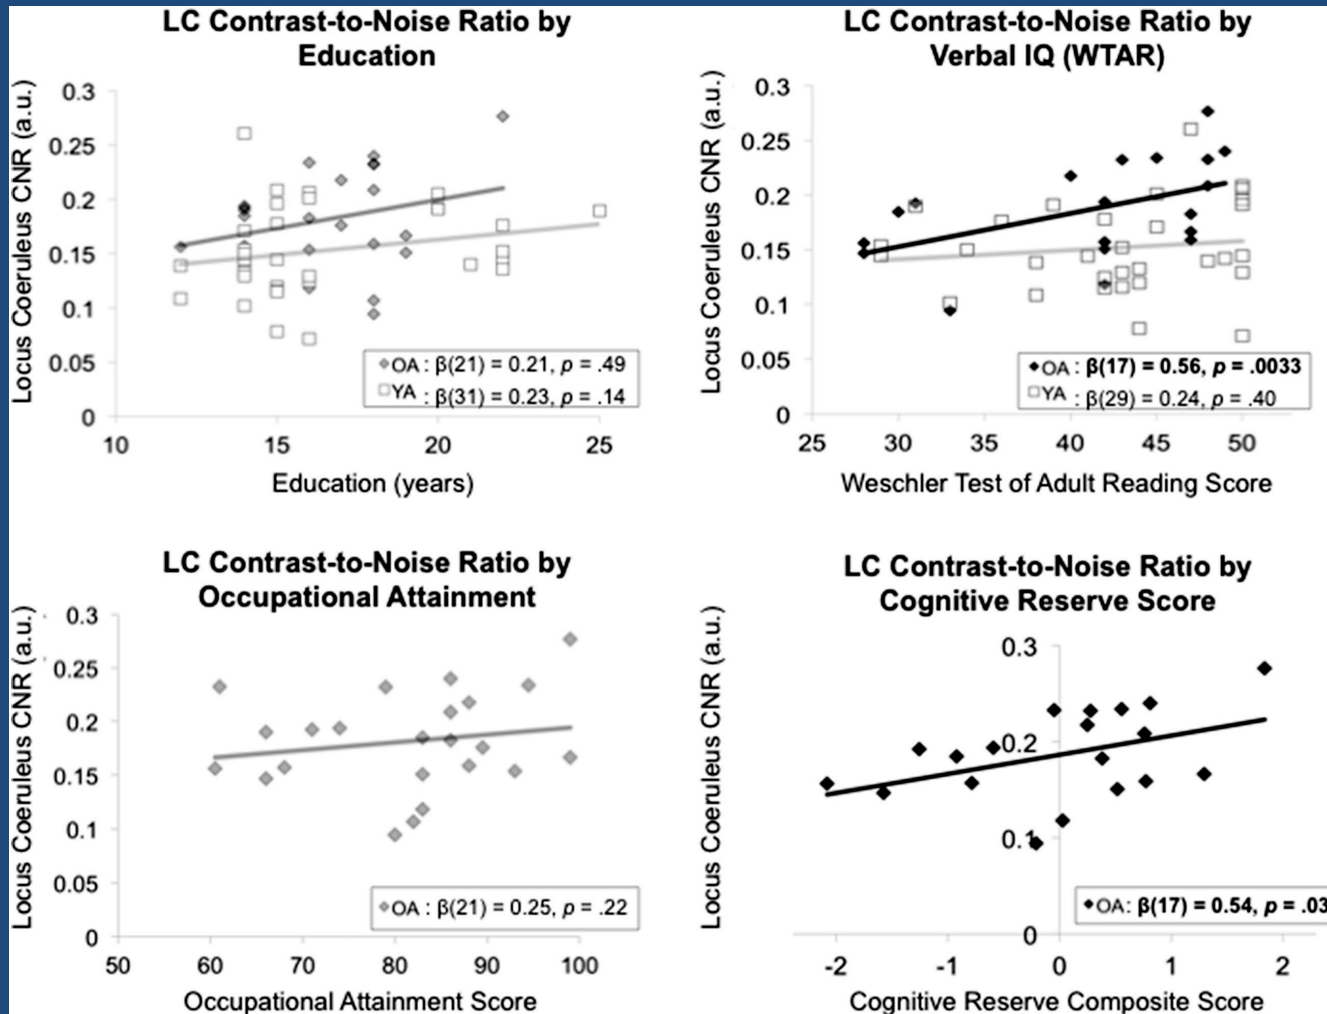 LC Contrast-to-Noise Ratio by
Education
Locus Coeruleus CNR (a.u.)
0.3
0.25
0.2
0.15
0.1
0.05
0
10
15
20
25
OA : β(21) = 0.21, p = .49
YA : β(31) = 0.23, p = .14
Education (years)
LC Contrast-to-Noise Ratio by
Verbal IQ (WTAR)
Locus Coeruleus CNR (a.u.)
0.3
0.25
0.2
0.15
0.1
0.05
0
25
30
35
40
45
50
OA : β(17) = 0.56, p = .0033
YA : β(29) = 0.24, p = .40
Weschler Test of Adult Reading Score
LC Contrast-to-Noise Ratio by
Occupational Attainment
Locus Coeruleus CNR (a.u.)
0.3
0.25
0.2
0.15
0.1
0.05
0
50
60
70
80
90
100
OA : β(21) = 0.25, p = .22
Occupational Attainment Score
LC Contrast-to-Noise Ratio by
Cognitive Reserve Score
Locus Coeruleus CNR (a.u.)
0.3
0.2
0.1
0
-2
-1
0
1
2
OA: β(17) = 0.54, p = .03
Cognitive Reserve Composite Score